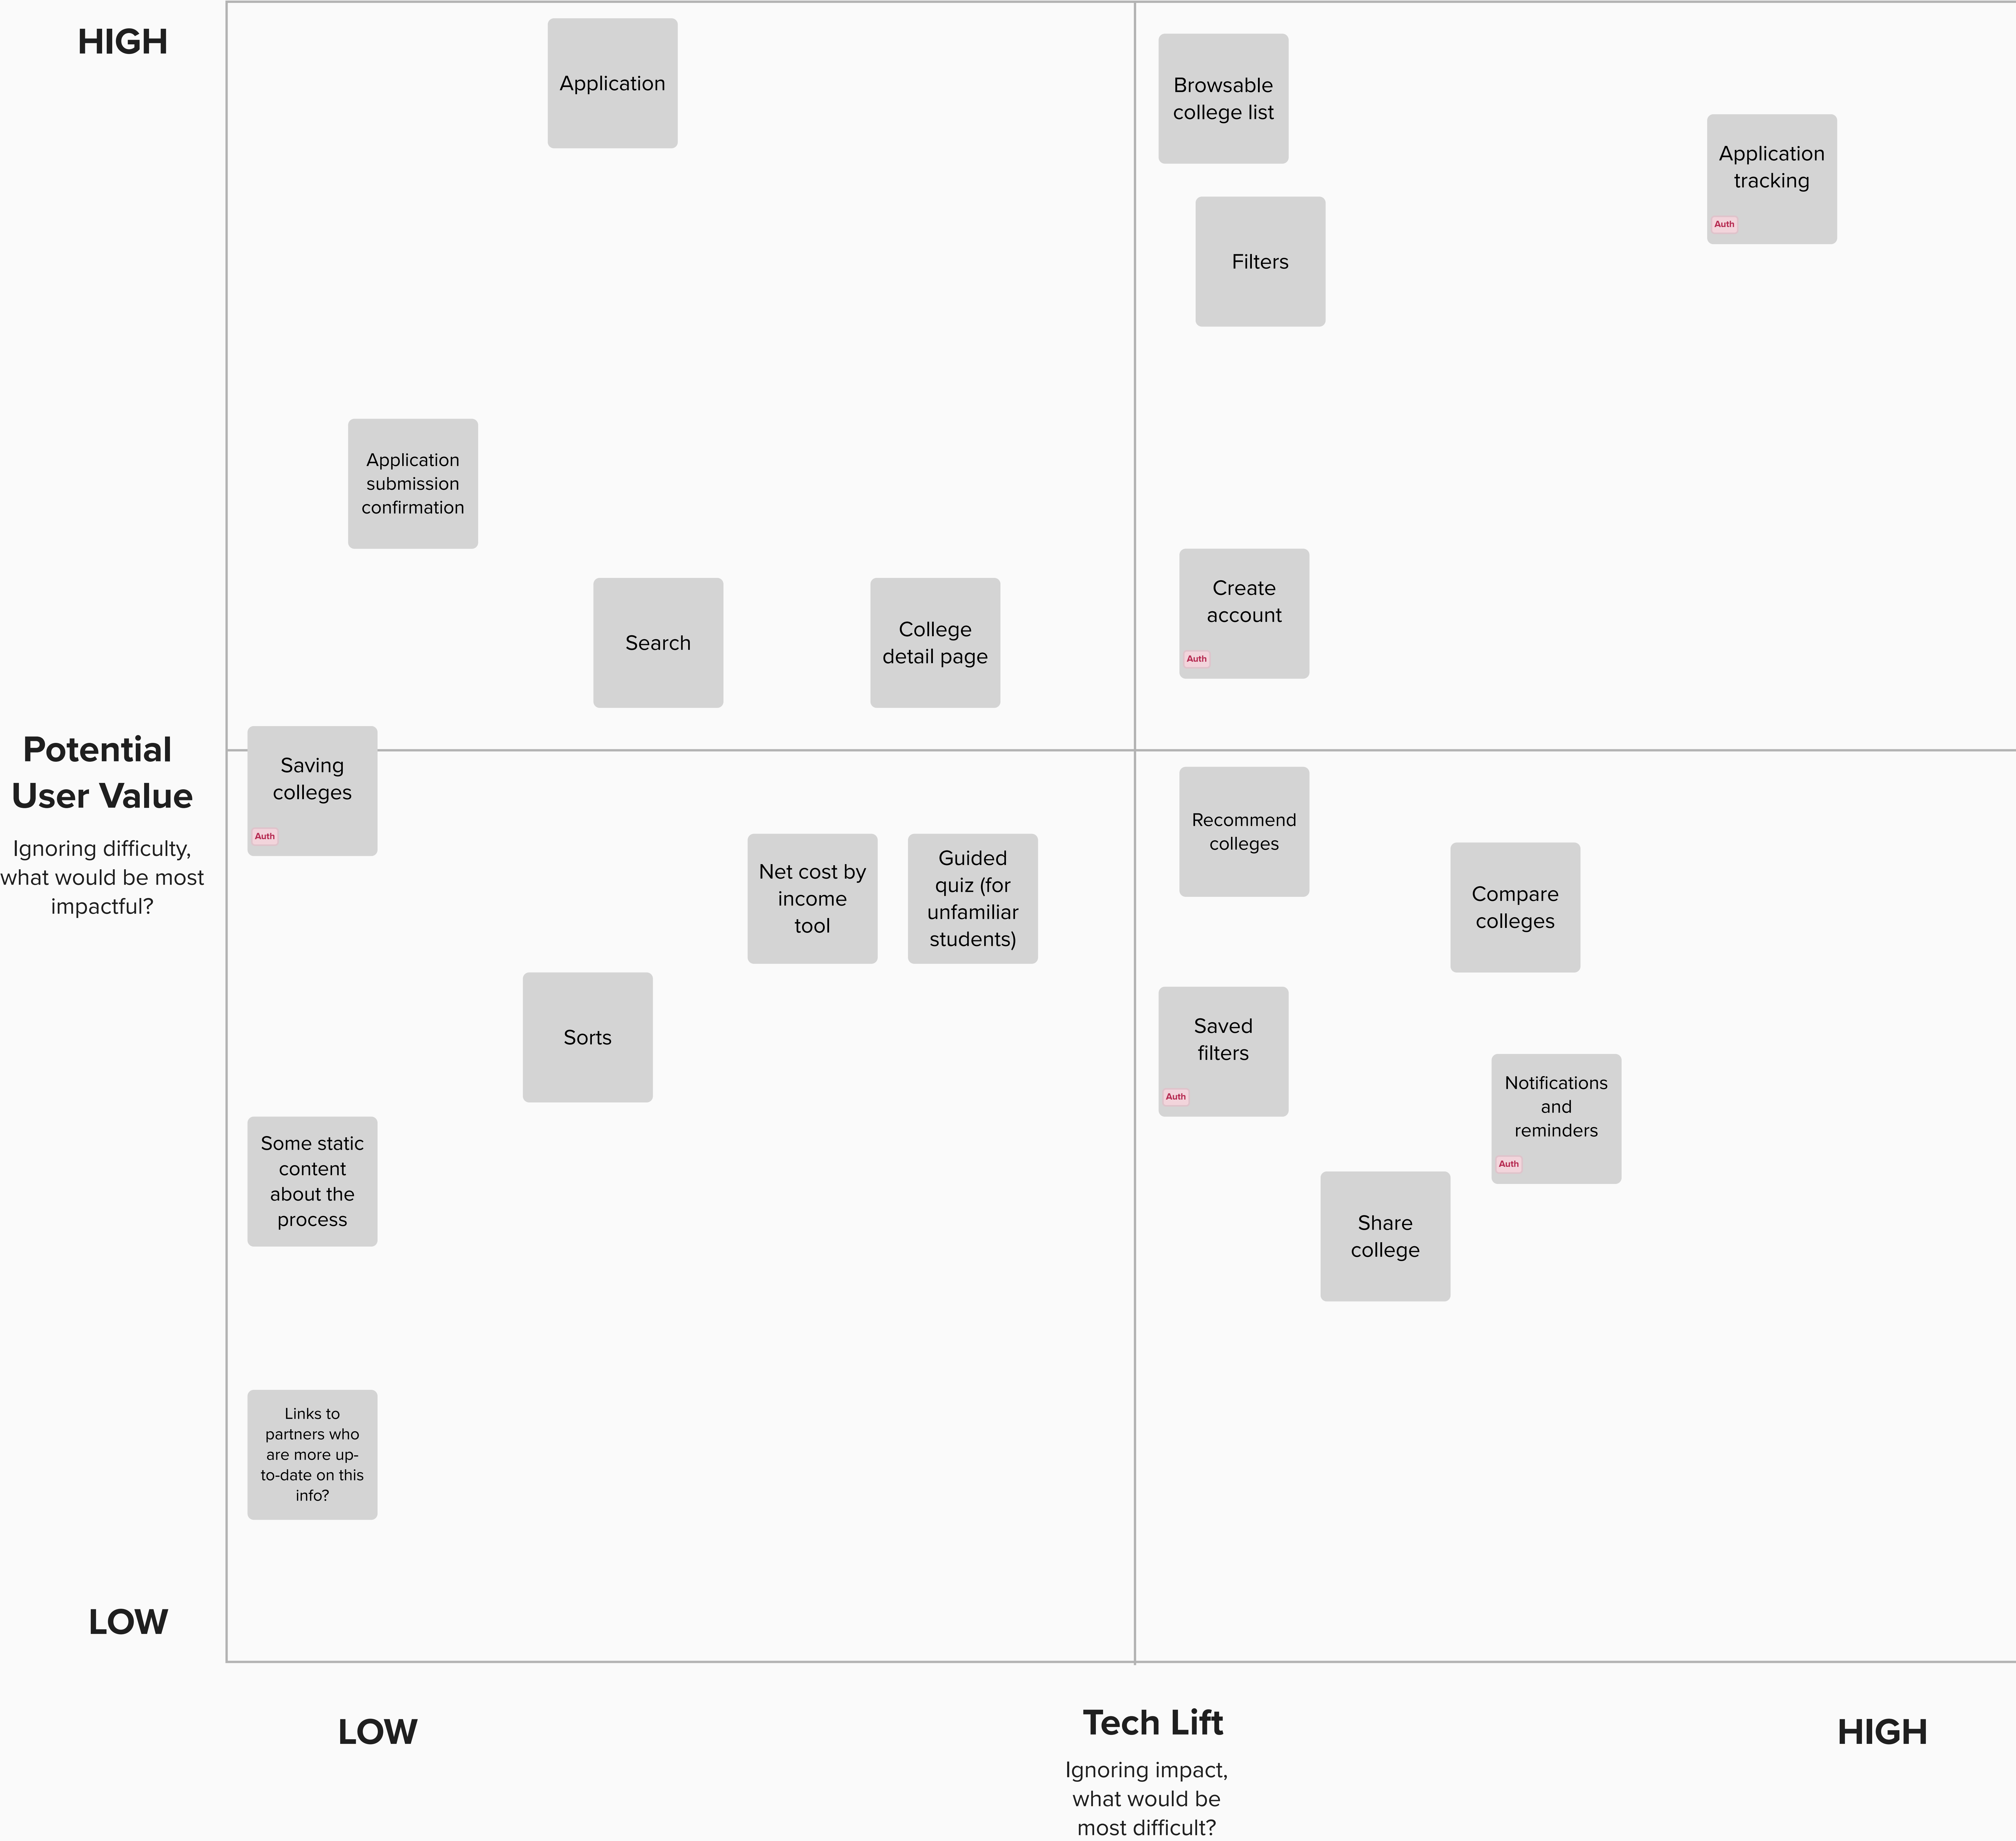 HIGH
Application
Browsable
college list
Application
tracking
Auth
Filters
Application
submission
confirmation
Search
College
detail page
Create
account
Auth
Potential
User Value
Ignoring difficulty,
what would be most
impactful?
Saving
colleges
Auth
Net cost by
income
tool
Guided
quiz (for
unfamiliar
students)
Recommend
colleges
Compare
colleges
Sorts
Saved
filters
Auth
Notifications
and
reminders
Auth
Some static
content
about the
process
Share
college
Links to
partners who
are more up-
to-date on this
info?
LOW
LOW
Tech Lift
Ignoring impact,
what would be
most difficult?
HIGH